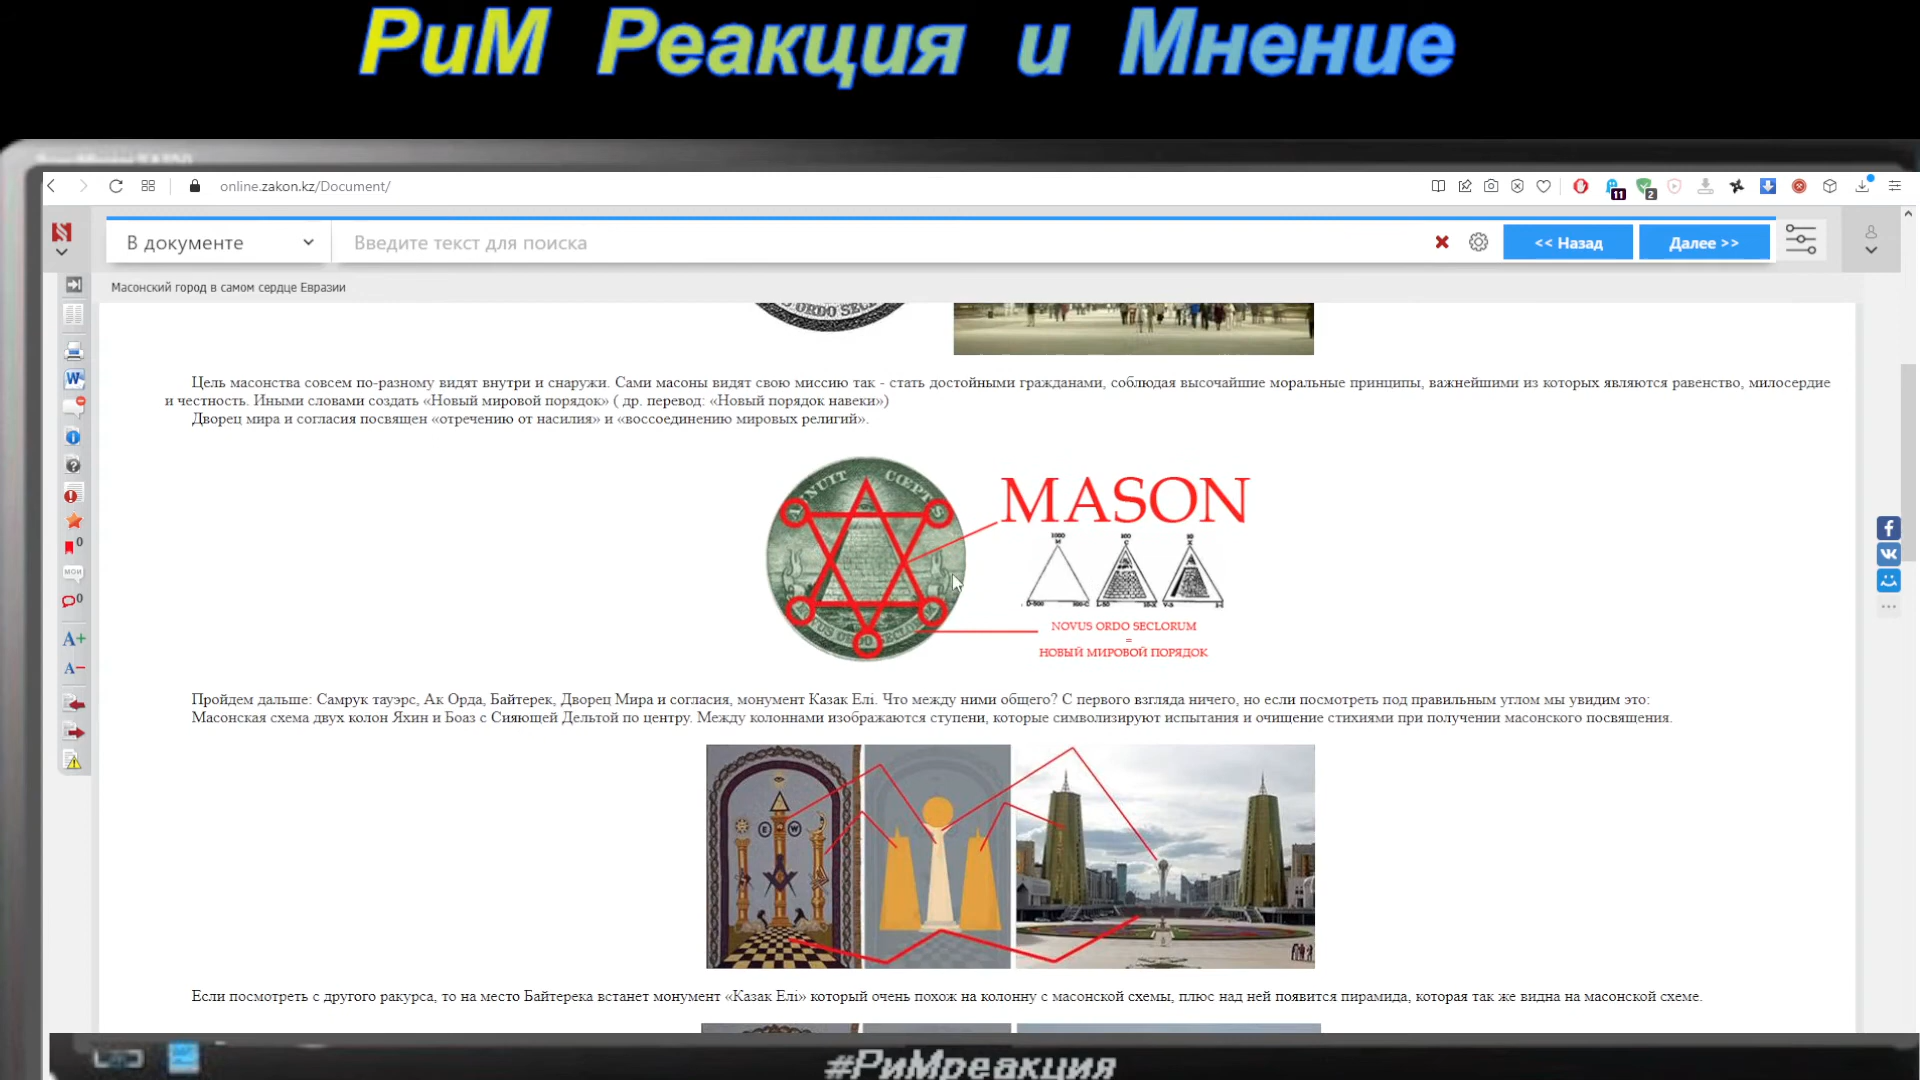 РиМ Реакция и Мнение
online.zakon.kz/Document/
11
2
В документе
Введите текст для поиска
<< Назад
Далее >>
Масонский город в самом сердце Евразии
Цель масонства совсем по-разному видят внутри и снаружи. Сами масоны видят свою миссию так - стать достойными гражданами, соблюдая высочайшие моральные принципы, важнейшими из которых являются равенство, милосердие
и честность. Иными словами создать «Новый мировой порядок» ( др. перевод: «Новый порядок навеки»)
Дворец мира и согласия посвящен «отречению от насилия» и «воссоединению мировых религий».
MASON
NOVUS ORDO SECLORUM
=
НОВЫЙ МИРОВОЙ ПОРЯДОК
Пройдем дальше: Самрук тауэрс, Ак Орда, Байтерек, Дворец Мира и согласия, монумент Казак Елi. Что между ними общего? С первого взгляда ничего, но если посмотреть под правильным углом мы увидим это:
Масонская схема двух колон Яхин и Боаз с Сияющей Дельтой по центру. Между колоннами изображаются ступени, которые символизируют испытания и очищение стихиями при получении масонского посвящения.
E W
Если посмотреть с другого ракурса, то на место Байтерека встанет монумент «Казак Елi» который очень похож на колонну с масонской схемы, плюс над ней появится пирамида, которая так же видна на масонской схеме.
0
МОИ
0
A+
A-
#РиМреакция